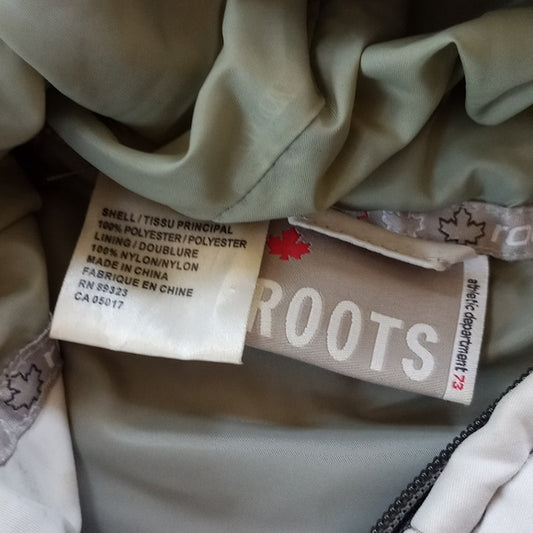 SHELL / TISSU PRINCIPAL
100% POLYESTER / POLYESTER
LINING / DOUBLURE
100% NYLON/NYLON
MADE IN CHINA
FABRIQUE EN CHINE
RN 89323
CA 05017
ROOTS
athletic department 73